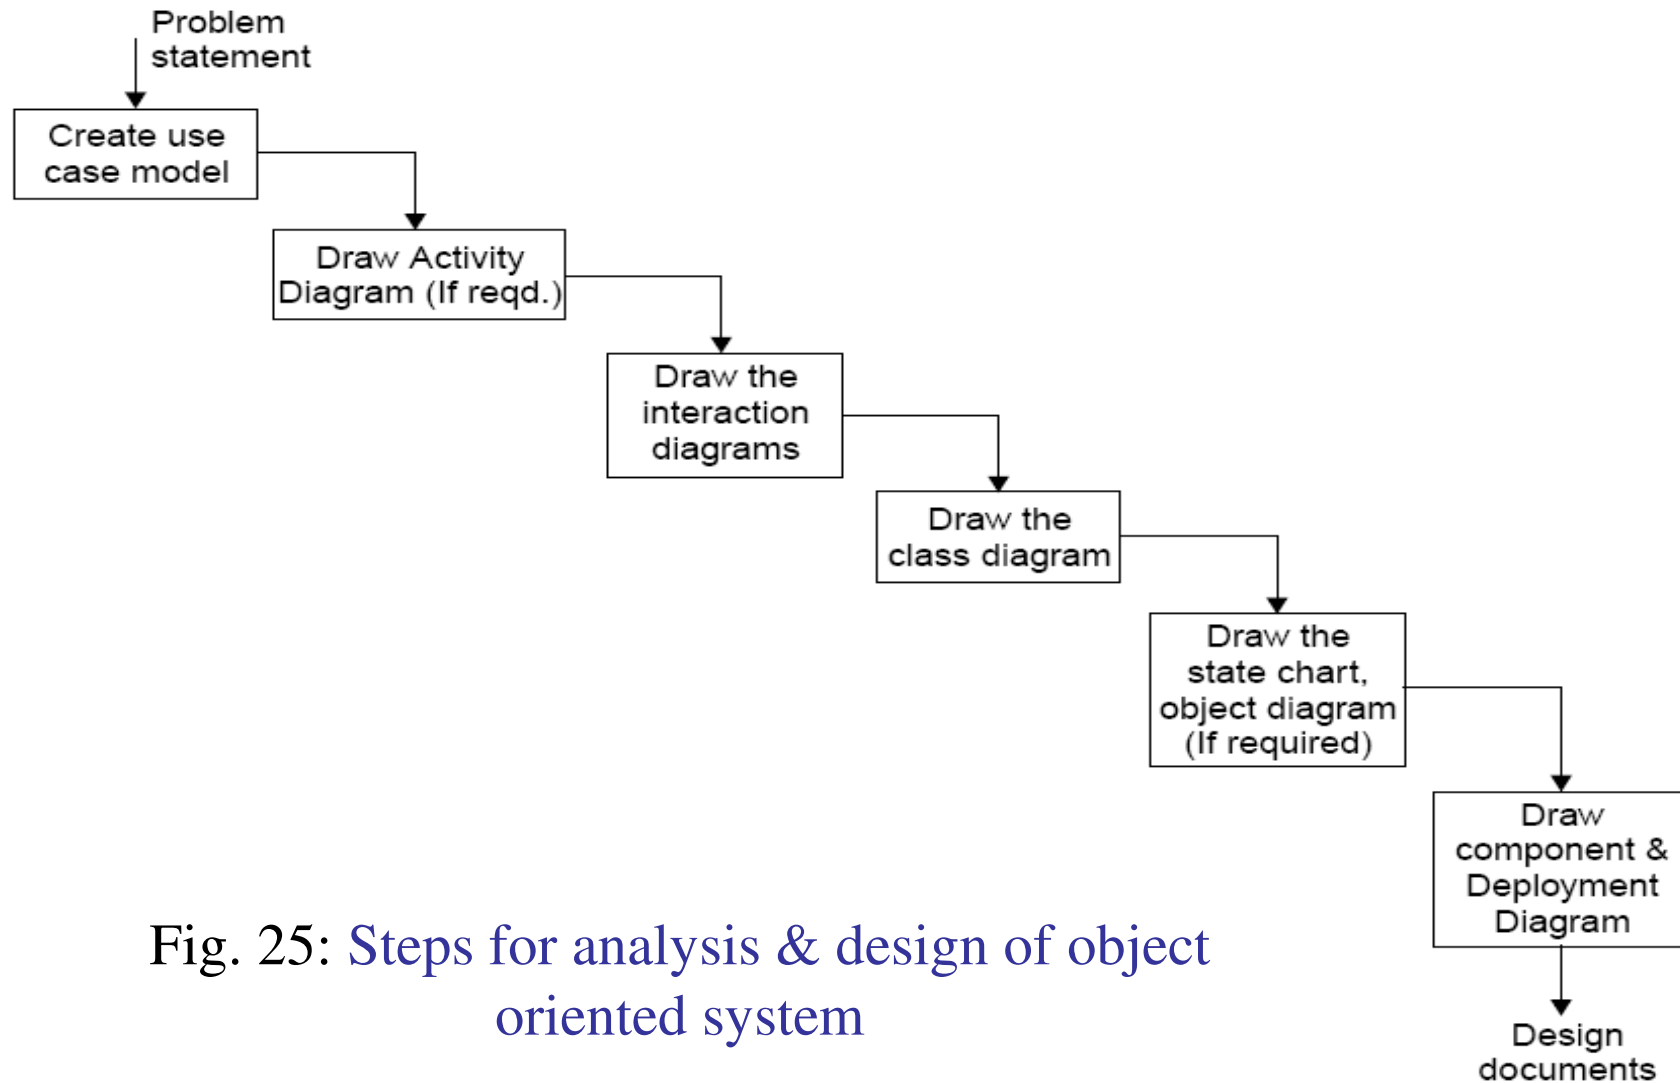 Problem
statement
Create use
case model
Draw Activity
Diagram (If reqd.)
Draw the
interaction
diagrams
Draw the
class diagram
Draw the
state chart,
object diagram
(If required)
Draw
component &
Deployment
Diagram
Design
documents
Fig. 25: Steps for analysis & design of object
oriented system